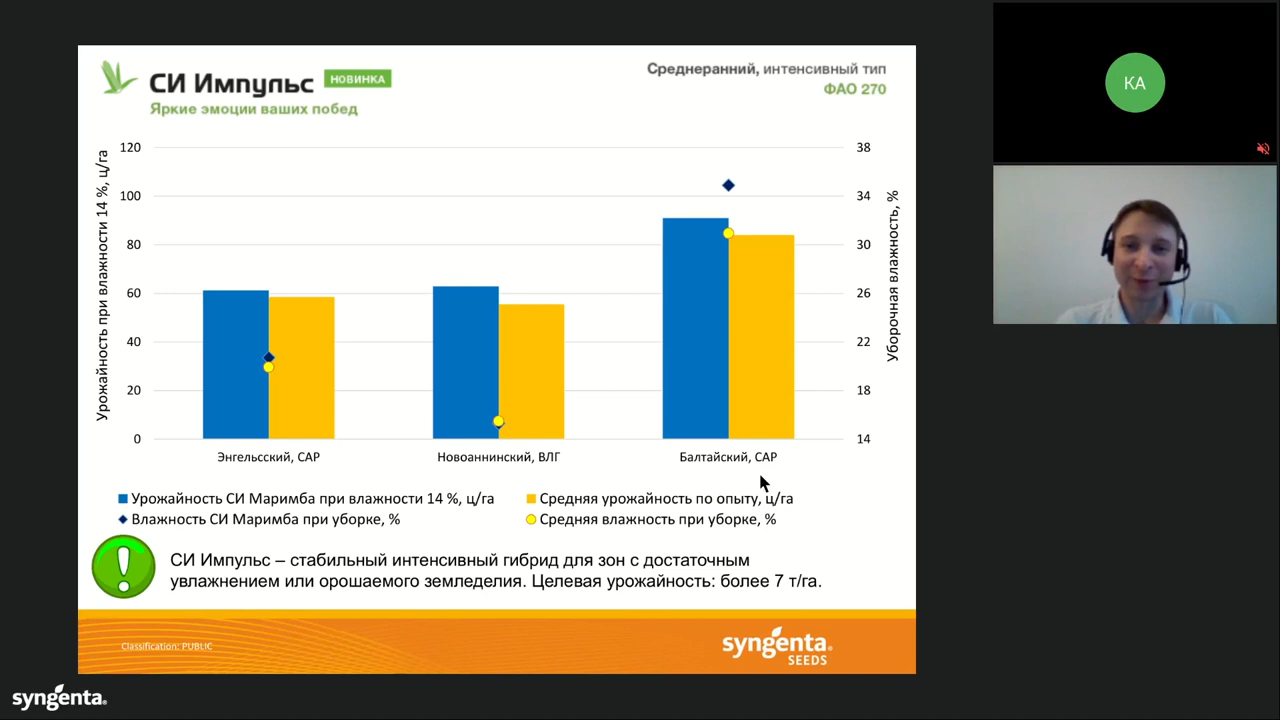 СИ Импульс НОВИНКА
Яркие эмоции ваших побед
Среднеранний, интенсивный тип
ФАО 270
Урожайность при влажности 14 %, ц/га
120
100
80
60
40
20
0
38
34
30
26
22
18
14
Уборочная влажность, %
Энгельсский, САР
Новоаннинский, ВЛГ
Балтайский, САР
Урожайность СИ Маримба при влажности 14 %, ц/га
Средняя урожайность по опыту, ц/га
Влажность СИ Маримба при уборке, %
Средняя влажность при уборке, %
СИ Импульс – стабильный интенсивный гибрид для зон с достаточным
увлажнением или орошаемого земледелия. Целевая урожайность: более 7 т/га.
Classification: PUBLIC
syngenta®
SEEDS
КА
syngenta®